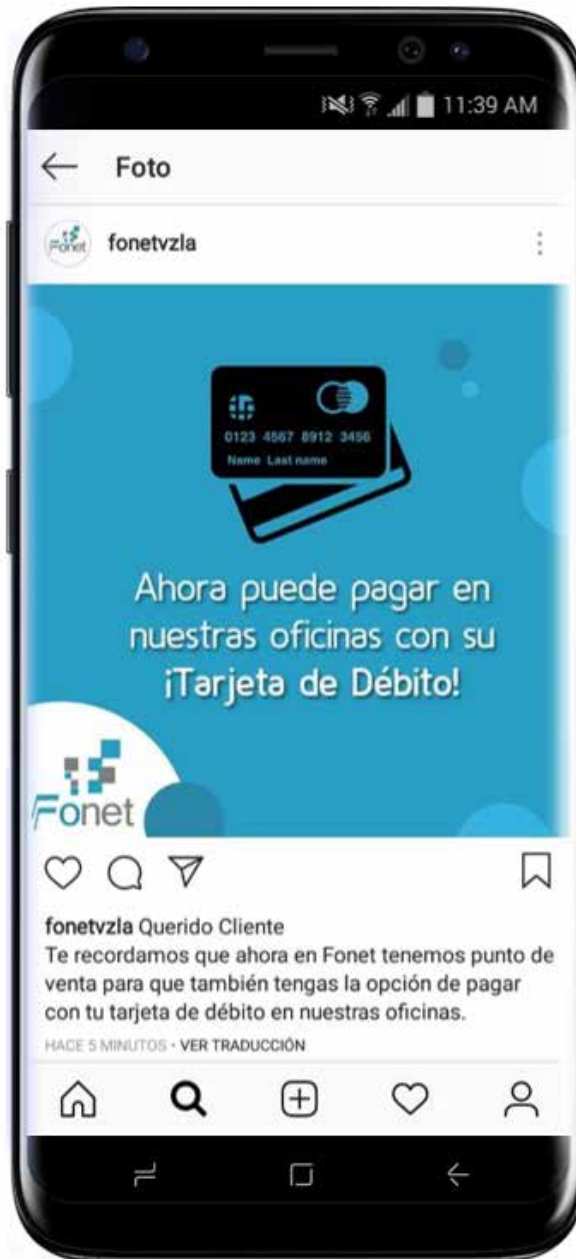 11:39 AM
Foto
Fonet
fonetvzla
0123 4567 8912 3456
Name Last name
Ahora puede pagar en
nuestras oficinas con su
¡Tarjeta de Débito!
Fonet
fonetvzla Querido Cliente
Te recordamos que ahora en Fonet tenemos punto de
venta para que también tengas la opción de pagar
con tu tarjeta de débito en nuestras oficinas.
HACE 5 MINUTOS • VER TRADUCCIÓN